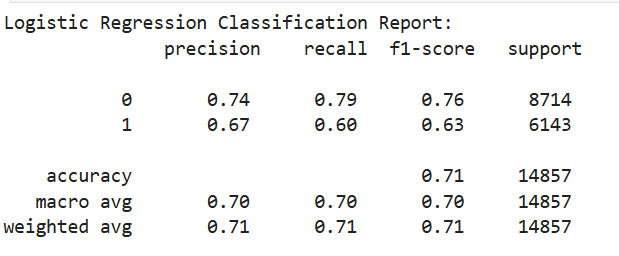 Logistic Regression Classification Report:
precision recall f1-score support
0 0.74 0.79 0.76 8714
1 0.67 0.60 0.63 6143
accuracy 0.71 14857
macro avg 0.70 0.70 0.70 14857
weighted avg 0.71 0.71 0.71 14857